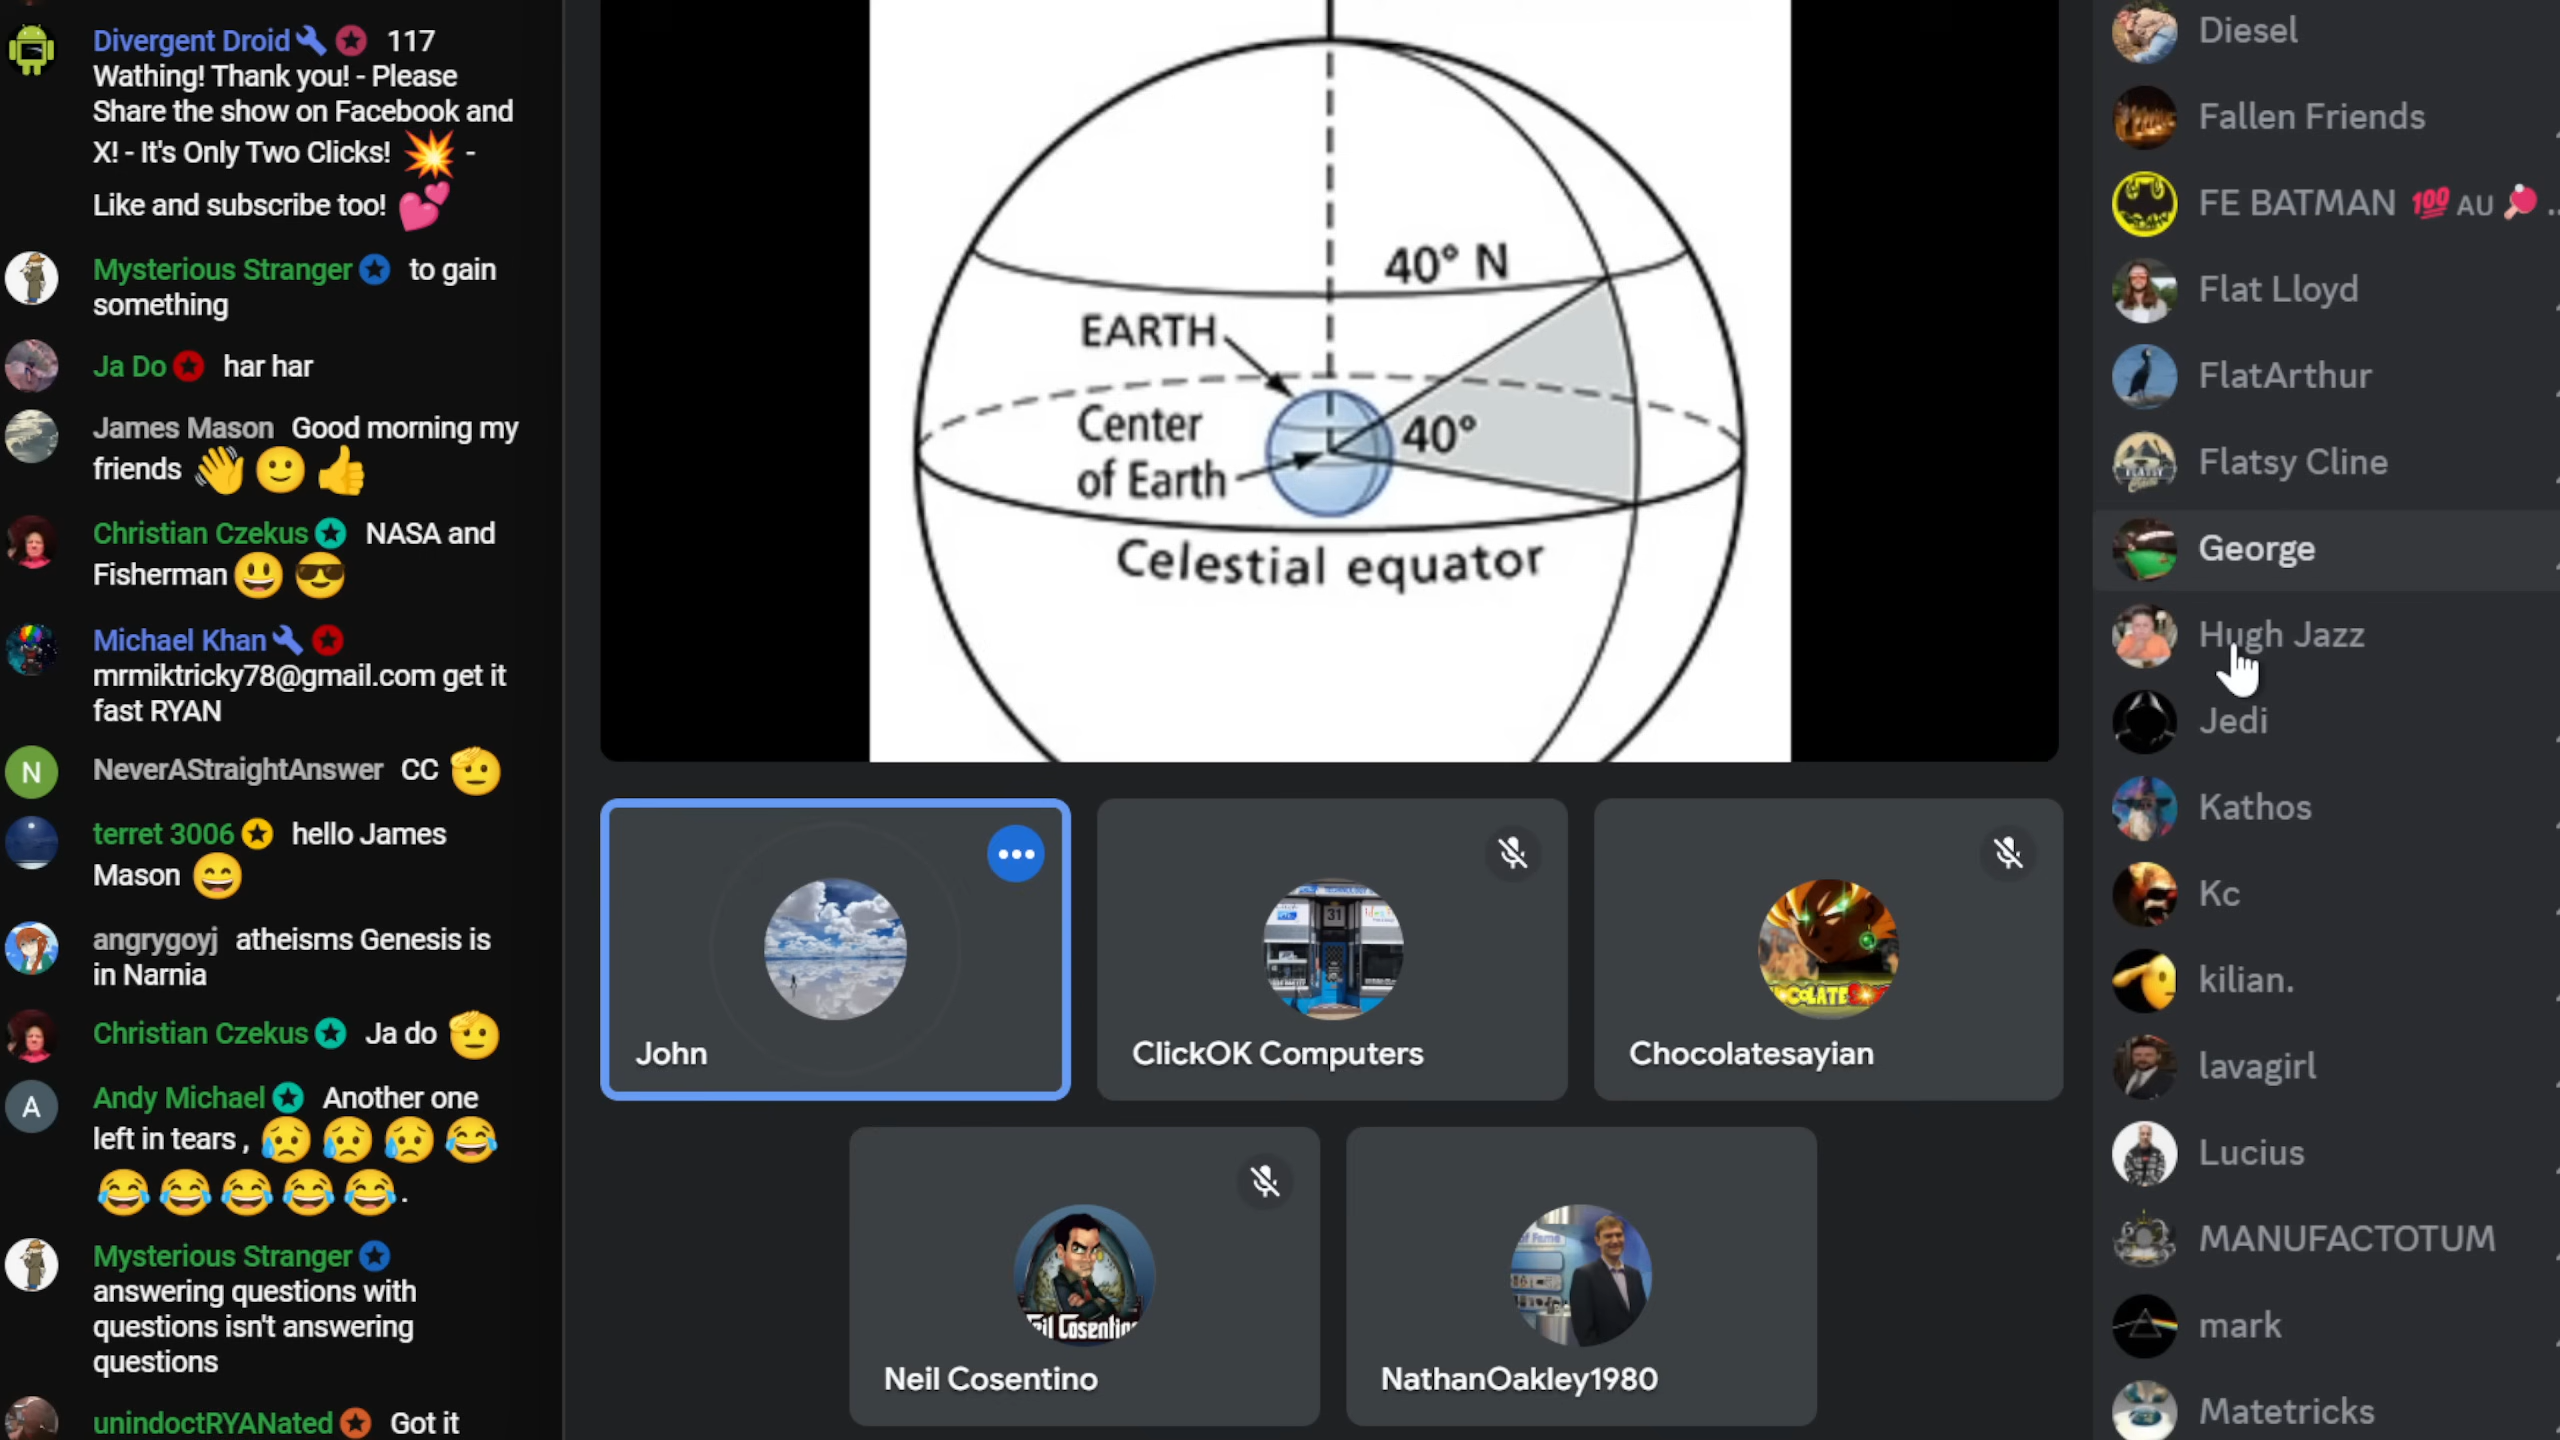 Divergent Droid 117
Wathing! Thank you! - Please
Share the show on Facebook and
X! - It's Only Two Clicks! 💥 -
Like and subscribe too! 💕
Mysterious Stranger to gain
something
Ja Do har har
James Mason Good morning my
friends 👋🙂👍
Christian Czekus NASA and
Fisherman 😃😎
Michael Khan
mrmiktricky78@gmail.com get it
fast RYAN
N
NeverAStraightAnswer CC 🫡
terret 3006 hello James
Mason 😄
angrygoyj atheisms Genesis is
in Narnia
Christian Czekus Ja do 🫡
A
Andy Michael Another one
left in tears , 😥😥😥😂
😂😂😂😂😂.
Mysterious Stranger
answering questions with
questions isn't answering
questions
unindoctRYANated Got it
40° N
EARTH
Center
of Earth
40°
Celestial equator
John
31
ClickOK Computers
Chocolatesayian
Neil Cosentino
of Fame
NathanOakley1980
Diesel
Fallen Friends
FE BATMAN 💯 AU 🏓 ..
Flat Lloyd
FlatArthur
Flatsy Cline
George
Hugh Jazz
Jedi
Kathos
Kc
kilian.
lavagirl
Lucius
MANUFACTOTUM
mark
Matetricks